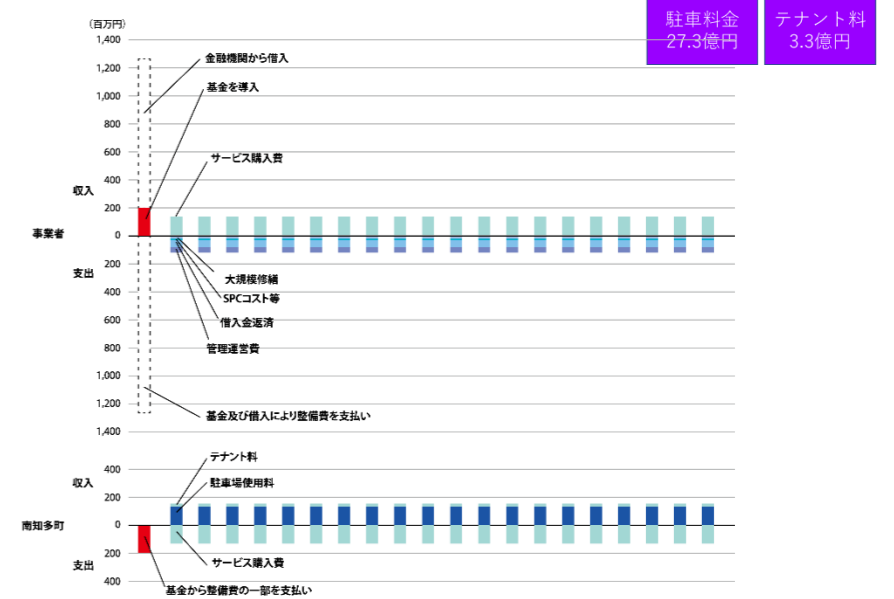 駐車料金
27.3億円
テナント料
3.3億円
(百万円)
1,400
1,200
1,000
800
600
400
200
0
200
400
600
800
1,000
1,200
1,400
収入
事業者
支出
金融機関から借入
基金を導入
サービス購入費
大規模修繕
SPCコスト等
借入金返済
管理運営費
基金及び借入により整備費を支払い
400
200
0
200
400
収入
南知多町
支出
テナント料
駐車場使用料
サービス購入費
基金から整備費の一部を支払い